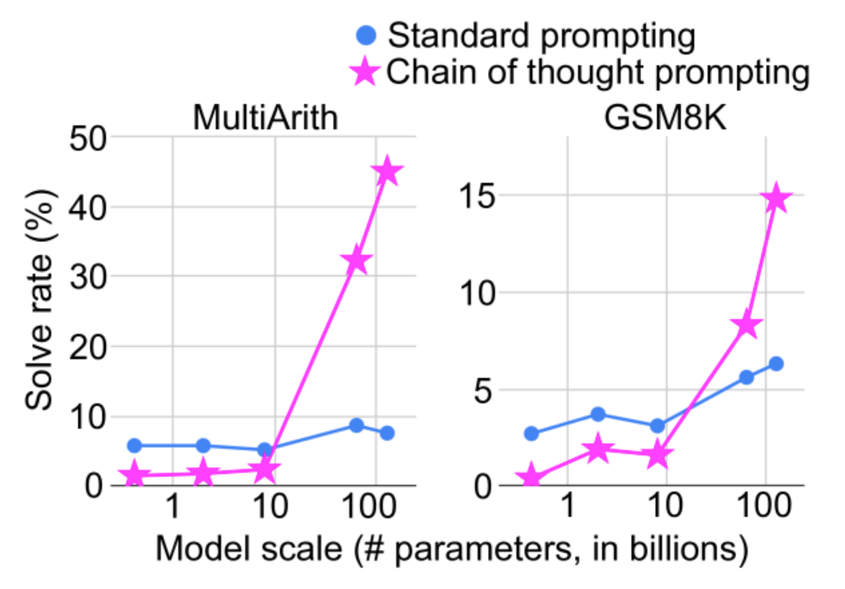 Standard prompting
Chain of thought prompting
MultiArith
GSM8K
Solve rate (%)
50
40
30
20
10
0
1
10
100
15
10
5
0
1
10
100
Model scale (# parameters, in billions)